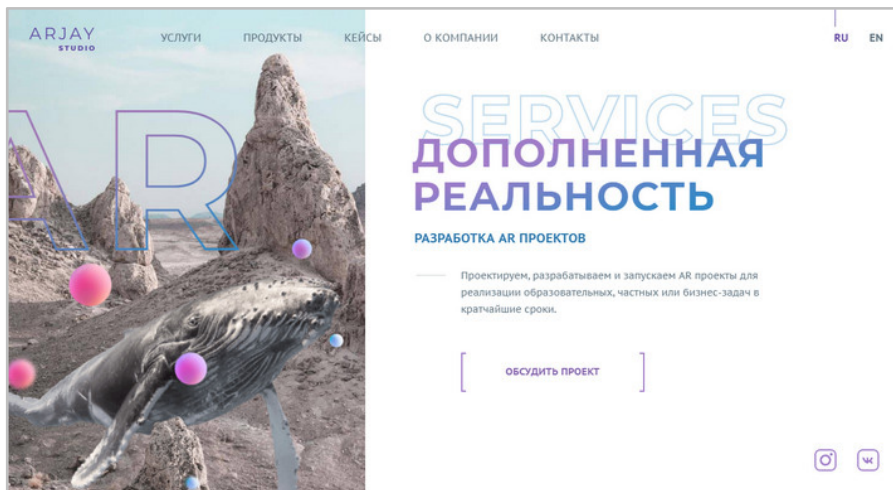 ARJAY
STUDIO
УСЛУГИ
ПРОДУКТЫ
КЕЙСЫ
О КОМПАНИИ
КОНТАКТЫ
RU
EN
AR
SERVICES
ДОПОЛНЕННАЯ
РЕАЛЬНОСТЬ
РАЗРАБОТКА AR ПРОЕКТОВ
Проектируем, разрабатываем и запускаем AR проекты для
реализации образовательных, частных или бизнес-задач в
кратчайшие сроки.
ОБСУДИТЬ ПРОЕКТ